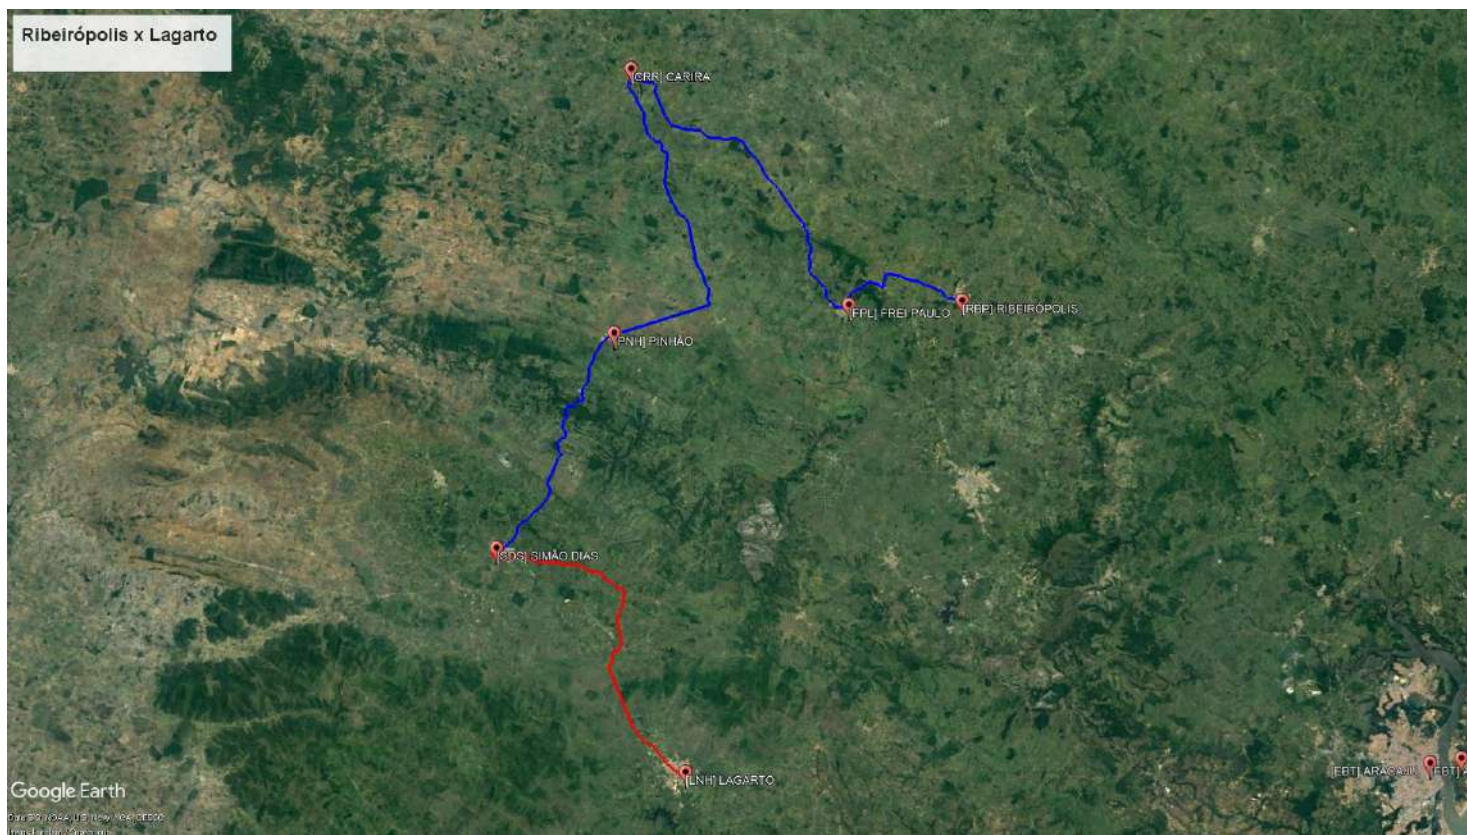 Ribeirópolis x Lagarto
[CRR] CARIRA
[FPL] FREI PAULO
[RBP] RIBEIRÓPOLIS
[PNH] PINHÃO
[SDS] SIMÃO DIAS
[LNH] LAGARTO
[EBT] ARACAJU
[EBT] A
Google Earth